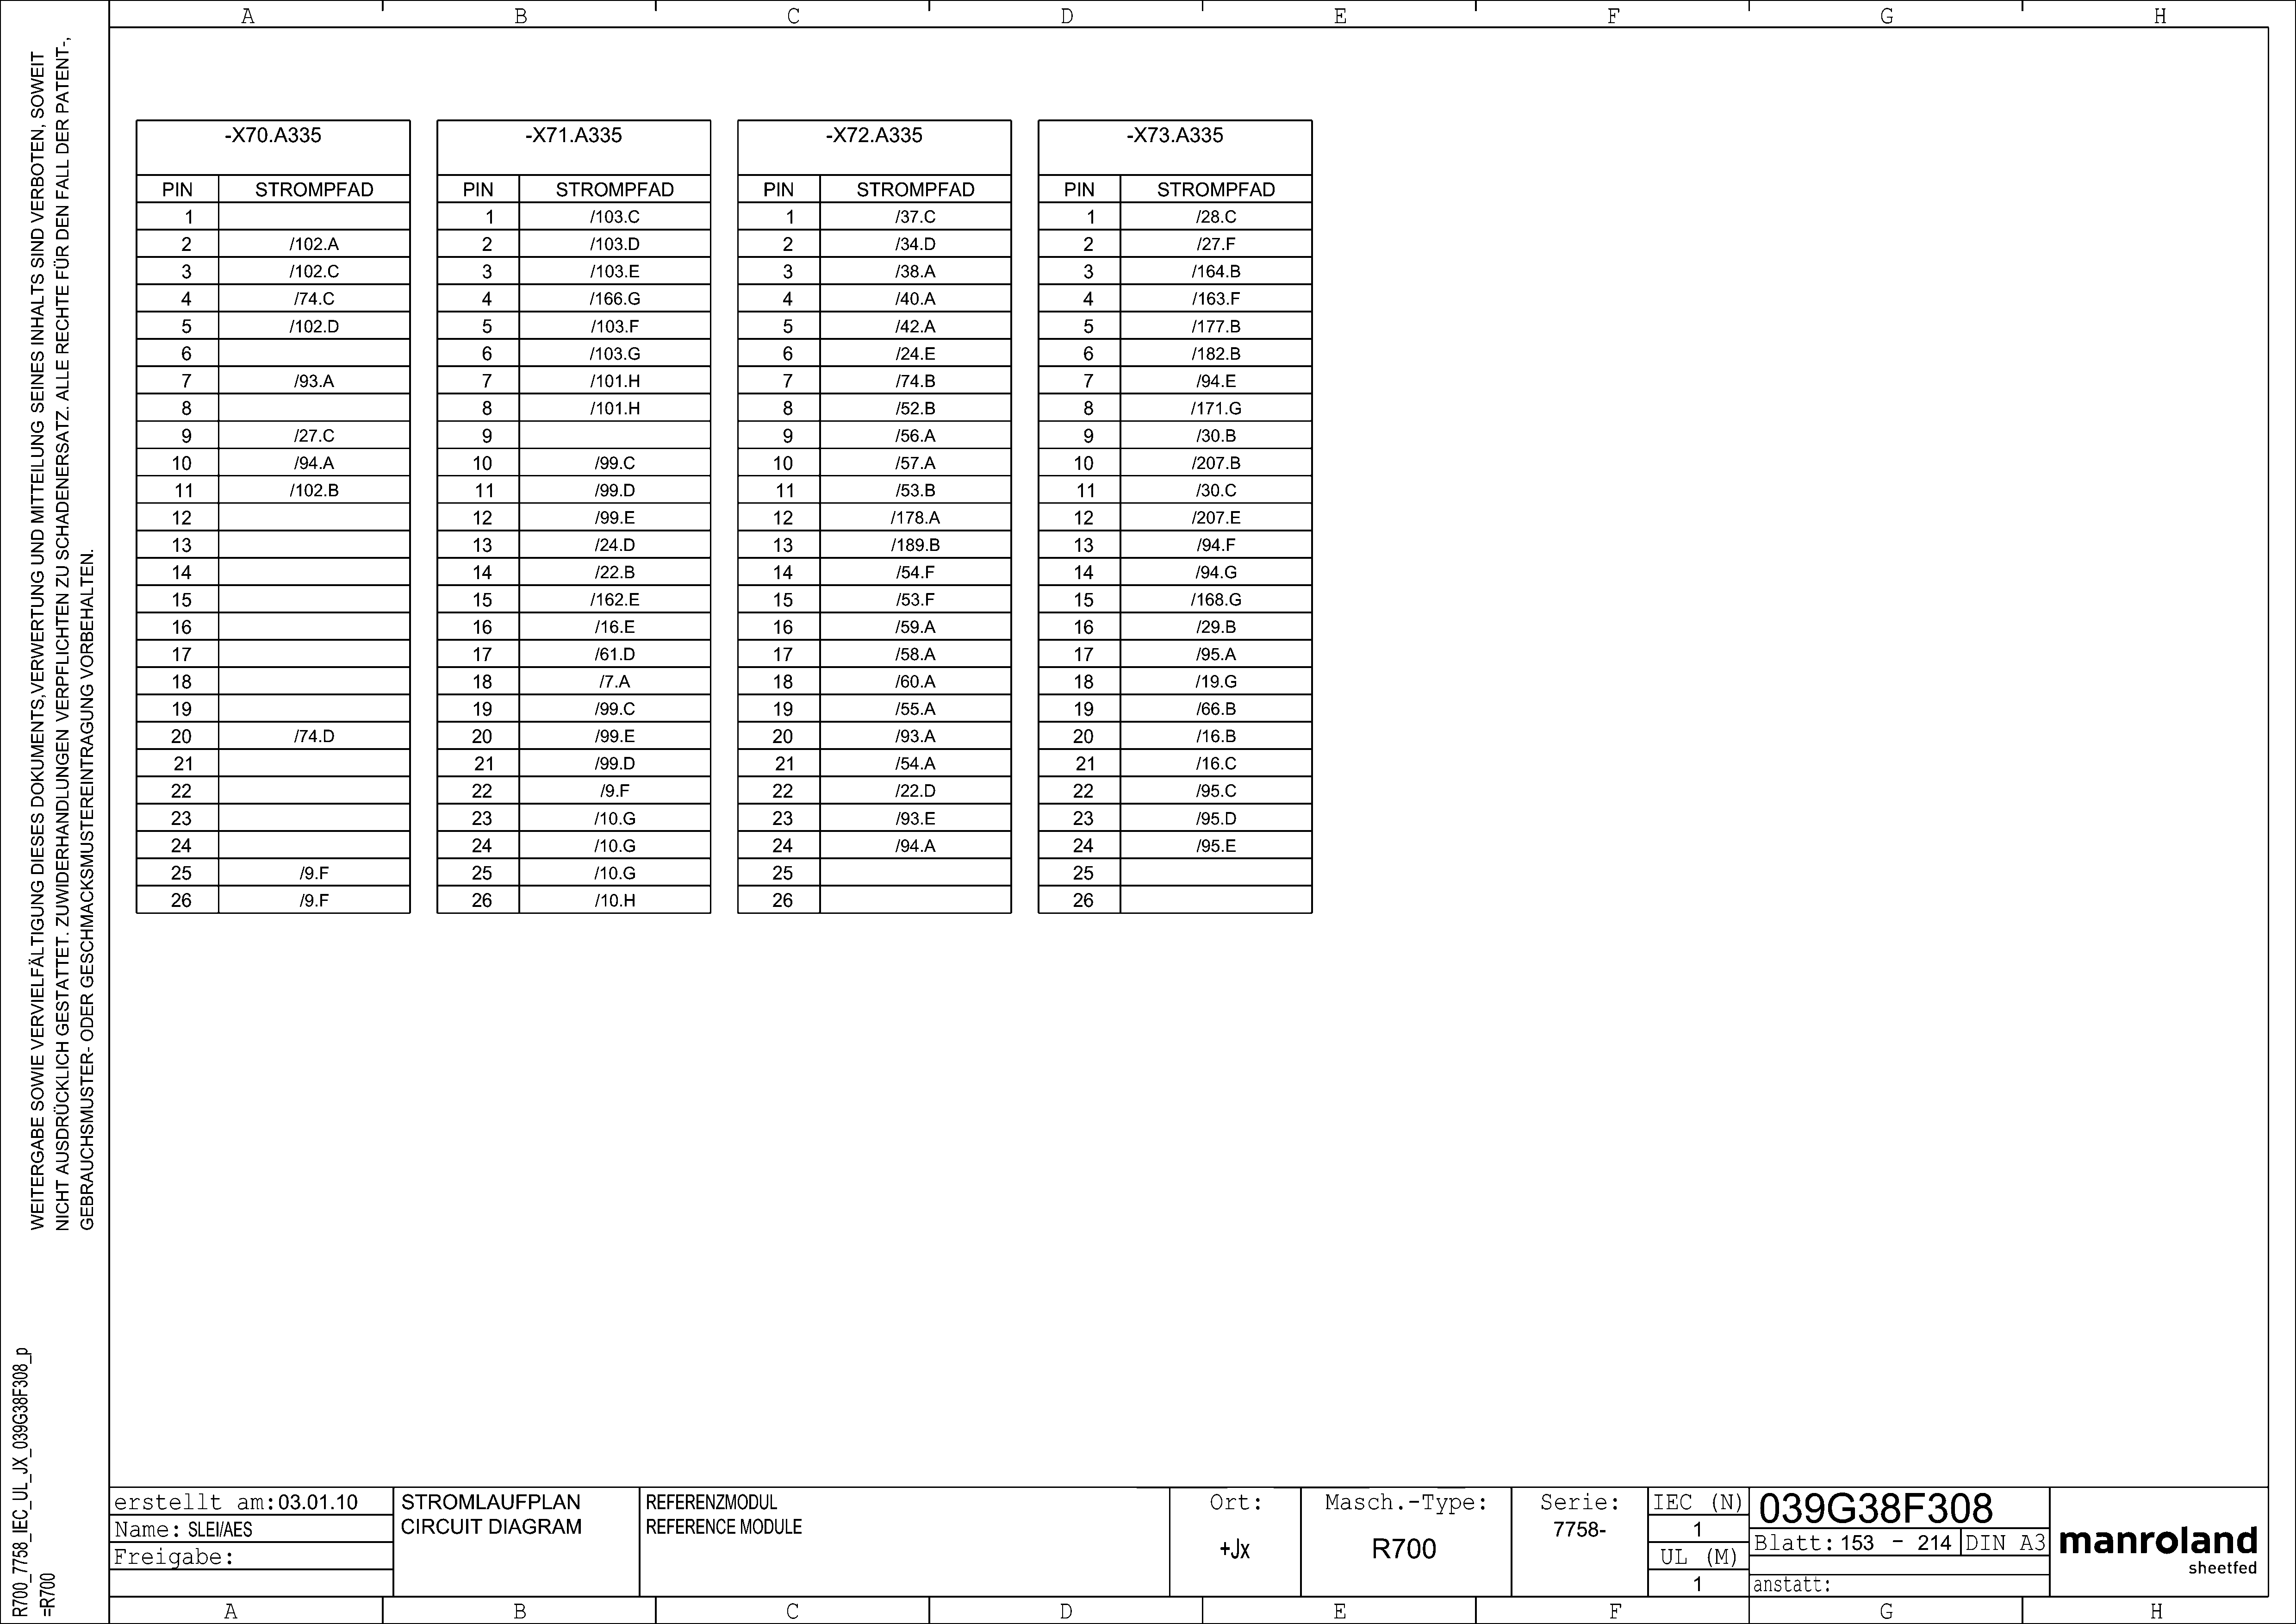 A B C D E F G H
WEITERGABE SOWIE VERVIELFÄLTIGUNG DIESES DOKUMENTS,VERWERTUNG UND MITTEILUNG SEINES INHALTS SIND VERBOTEN, SOWEIT
NICHT AUSDRÜCKLICH GESTATTET. ZUWIDERHANDLUNGEN VERPFLICHTEN ZU SCHADENERSATZ. ALLE RECHTE FÜR DEN FALL DER PATENT-,
GEBRAUCHSMUSTER- ODER GESCHMACKSMUSTEREINTRAGUNG VORBEHALTEN.
R700_7758_IEC_UL_JX_039G38F308_p
=R700
-X70.A335
PIN STROMPFAD
1
2 /102.A
3 /102.C
4 /74.C
5 /102.D
6
7 /93.A
8
9 /27.C
10 /94.A
11 /102.B
12
13
14
15
16
17
18
19
20 /74.D
21
22
23
24
25 /9.F
26 /9.F
-X71.A335
PIN STROMPFAD
1 /103.C
2 /103.D
3 /103.E
4 /166.G
5 /103.F
6 /103.G
7 /101.H
8 /101.H
9
10 /99.C
11 /99.D
12 /99.E
13 /24.D
14 /22.B
15 /162.E
16 /16.E
17 /61.D
18 /7.A
19 /99.C
20 /99.E
21 /99.D
22 /9.F
23 /10.G
24 /10.G
25 /10.G
26 /10.H
-X72.A335
PIN STROMPFAD
1 /37.C
2 /34.D
3 /38.A
4 /40.A
5 /42.A
6 /24.E
7 /74.B
8 /52.B
9 /56.A
10 /57.A
11 /53.B
12 /178.A
13 /189.B
14 /54.F
15 /53.F
16 /59.A
17 /58.A
18 /60.A
19 /55.A
20 /93.A
21 /54.A
22 /22.D
23 /93.E
24 /94.A
25
26
-X73.A335
PIN STROMPFAD
1 /28.C
2 /27.F
3 /164.B
4 /163.F
5 /177.B
6 /182.B
7 /94.E
8 /171.G
9 /30.B
10 /207.B
11 /30.C
12 /207.E
13 /94.F
14 /94.G
15 /168.G
16 /29.B
17 /95.A
18 /19.G
19 /66.B
20 /16.B
21 /16.C
22 /95.C
23 /95.D
24 /95.E
25
26
erstellt am: 03.01.10
Name: SLEI/AES
Freigabe:
STROMLAUFPLAN
CIRCUIT DIAGRAM
REFERENZMODUL
REFERENCE MODULE
Ort:
+Jx
Masch.-Type:
R700
Serie:
7758-
IEC (N)
1
UL (M)
1
039G38F308
Blatt: 153 - 214 DIN A3
anstatt:
manroland
sheetfed
A B C D E F G H